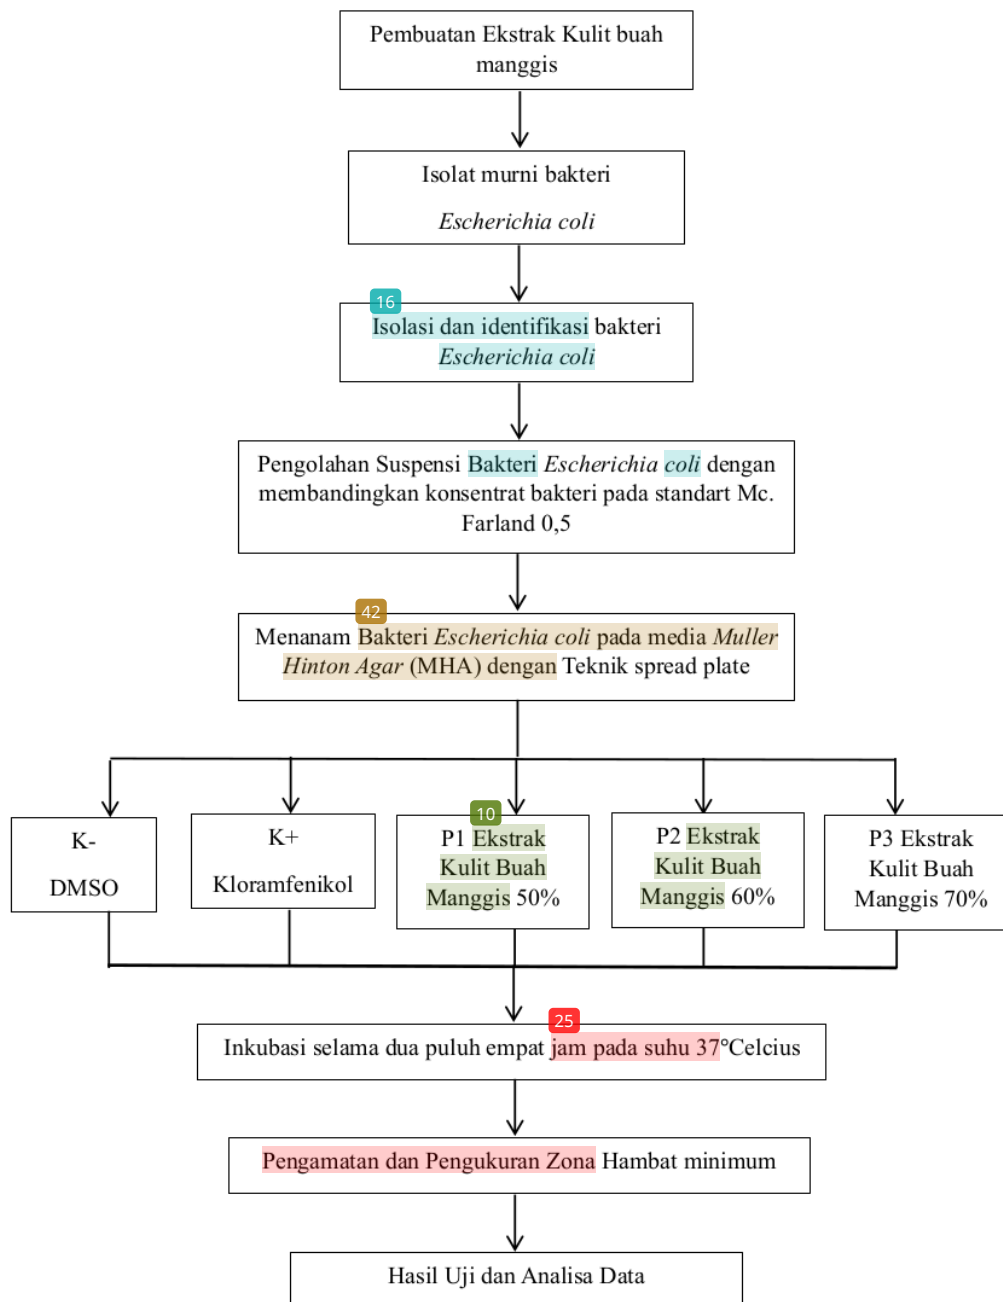 Pembuatan Ekstrak Kulit buah
manggis
Isolat murni bakteri
Escherichia coli
16
Isolasi dan identifikasi bakteri
Escherichia coli
Pengolahan Suspensi Bakteri Escherichia coli dengan
membandingkan konsentrat bakteri pada standart Mc.
Farland 0,5
42
Menanam Bakteri Escherichia coli pada media Muller
Hinton Agar (MHA) dengan Teknik spread plate
K-
DMSO
K+
Kloramfenikol
10
P1 Ekstrak
Kulit Buah
Manggis 50%
P2 Ekstrak
Kulit Buah
Manggis 60%
P3 Ekstrak
Kulit Buah
Manggis 70%
25
Inkubasi selama dua puluh empat jam pada suhu 37°Celcius
Pengamatan dan Pengukuran Zona Hambat minimum
Hasil Uji dan Analisa Data